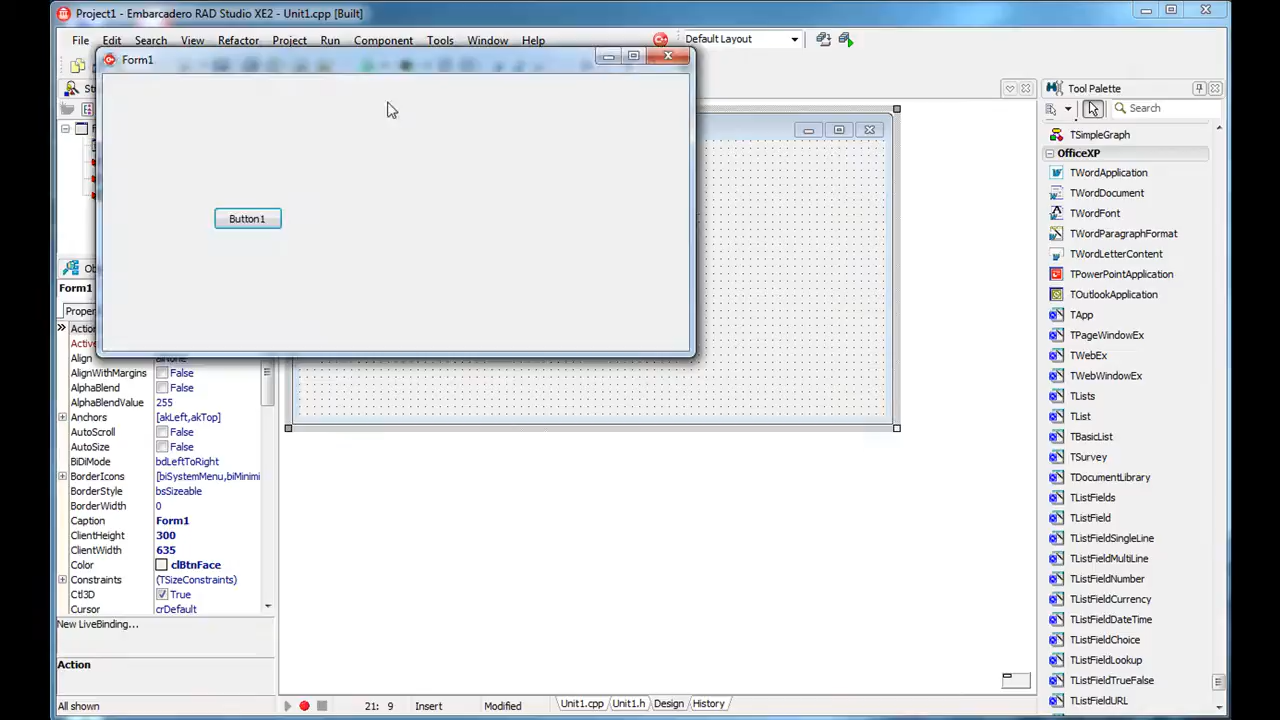 Project1 - Embarcadero RAD Studio XE2 - Unit1.cpp [Built]
File Edit Search View Refactor Project Run Component Tools Window Help
Default Layout
Form1
Button1
Form1
Action
Align
AlignWithMargins False
AlphaBlend False
AlphaBlendValue 255
Anchors [akLeft,akTop]
AutoScroll False
AutoSize False
BiDiMode bdLeftToRight
BorderIcons [biSystemMenu,biMinimi
BorderStyle bsSizeable
BorderWidth 0
Caption Form1
ClientHeight 300
ClientWidth 635
Color clBtnFace
Constraints (TSizeConstraints)
Ctl3D True
Cursor crDefault
New LiveBinding...
Action
All shown
21: 9 Insert Modified
Unit1.cpp Unit1.h Design History
Tool Palette
Search
TSimpleGraph
OfficeXP
TWordApplication
TWordDocument
TWordFont
TWordParagraphFormat
TWordLetterContent
TPowerPointApplication
TOutlookApplication
TApp
TPageWindowEx
TWebEx
TWebWindowEx
TLists
TList
TBasicList
TSurvey
TDocumentLibrary
TListFields
TListField
TListFieldSingleLine
TListFieldMultiLine
TListFieldNumber
TListFieldCurrency
TListFieldDateTime
TListFieldChoice
TListFieldLookup
TListFieldTrueFalse
TListFieldURL